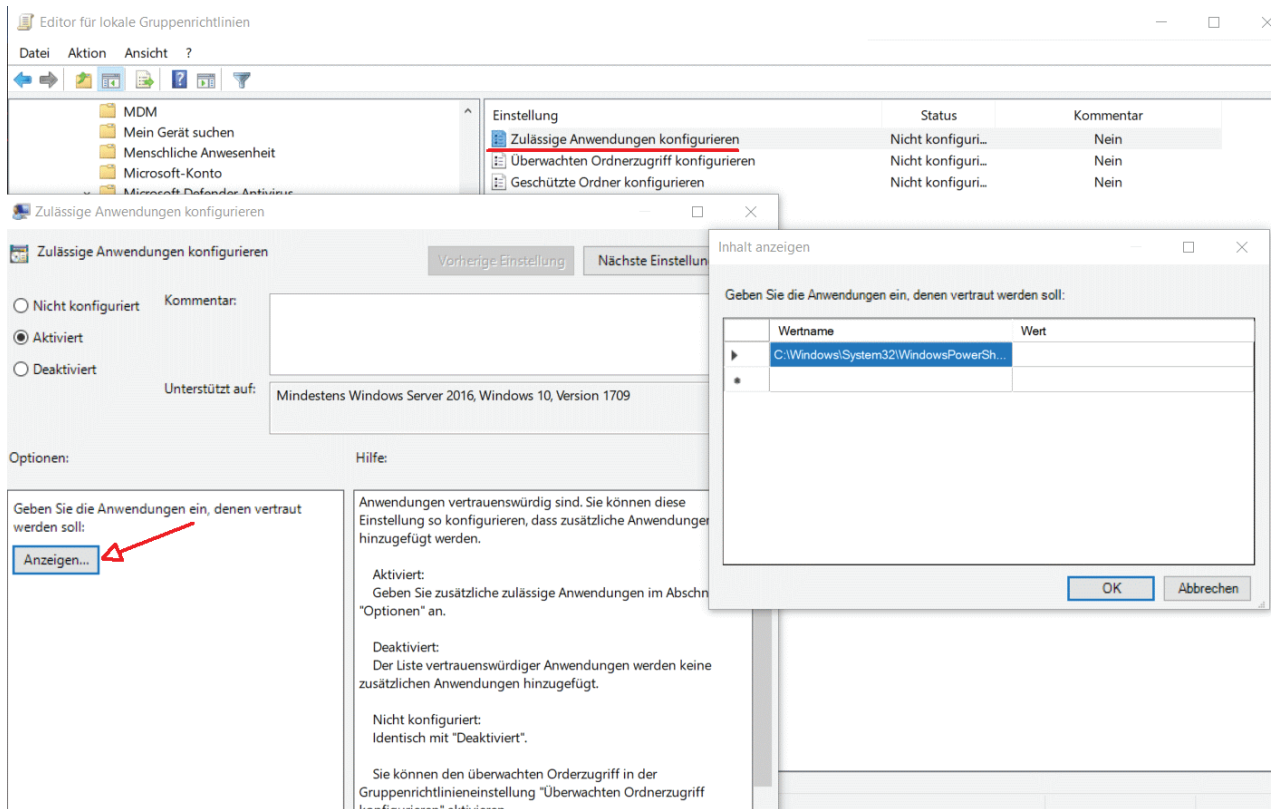 Editor für lokale Gruppenrichtlinien
Datei Aktion Ansicht ?
MDM
Mein Gerät suchen
Menschliche Anwesenheit
Microsoft-Konto
Microsoft Defender Antivirus
Einstellung Status Kommentar
Zulässige Anwendungen konfigurieren Nicht konfiguri... Nein
Überwachten Ordnerzugriff konfigurieren Nicht konfiguri... Nein
Geschützte Ordner konfigurieren Nicht konfiguri... Nein
Zulässige Anwendungen konfigurieren
Zulässige Anwendungen konfigurieren
Vorherige Einstellung
Nächste Einstellun
Nicht konfiguriert
Aktiviert
Deaktiviert
Kommentar:
Unterstützt auf:
Mindestens Windows Server 2016, Windows 10, Version 1709
Optionen:
Hilfe:
Geben Sie die Anwendungen ein, denen vertraut
werden soll:
Anzeigen...
Anwendungen vertrauenswürdig sind. Sie können diese
Einstellung so konfigurieren, dass zusätzliche Anwendunger
hinzugefügt werden.
Aktiviert:
Geben Sie zusätzliche zulässige Anwendungen im Abschn
"Optionen" an.
Deaktiviert:
Der Liste vertrauenswürdiger Anwendungen werden keine
zusätzlichen Anwendungen hinzugefügt.
Nicht konfiguriert:
Identisch mit "Deaktiviert".
Sie können den überwachten Orderzugriff in der
Gruppenrichtlinieneinstellung "Überwachten Ordnerzugriff
konfigurieren" aktivieren.
Inhalt anzeigen
Geben Sie die Anwendungen ein, denen vertraut werden soll:
Wertname Wert
C:\Windows\System32\WindowsPowerSh...
OK
Abbrechen